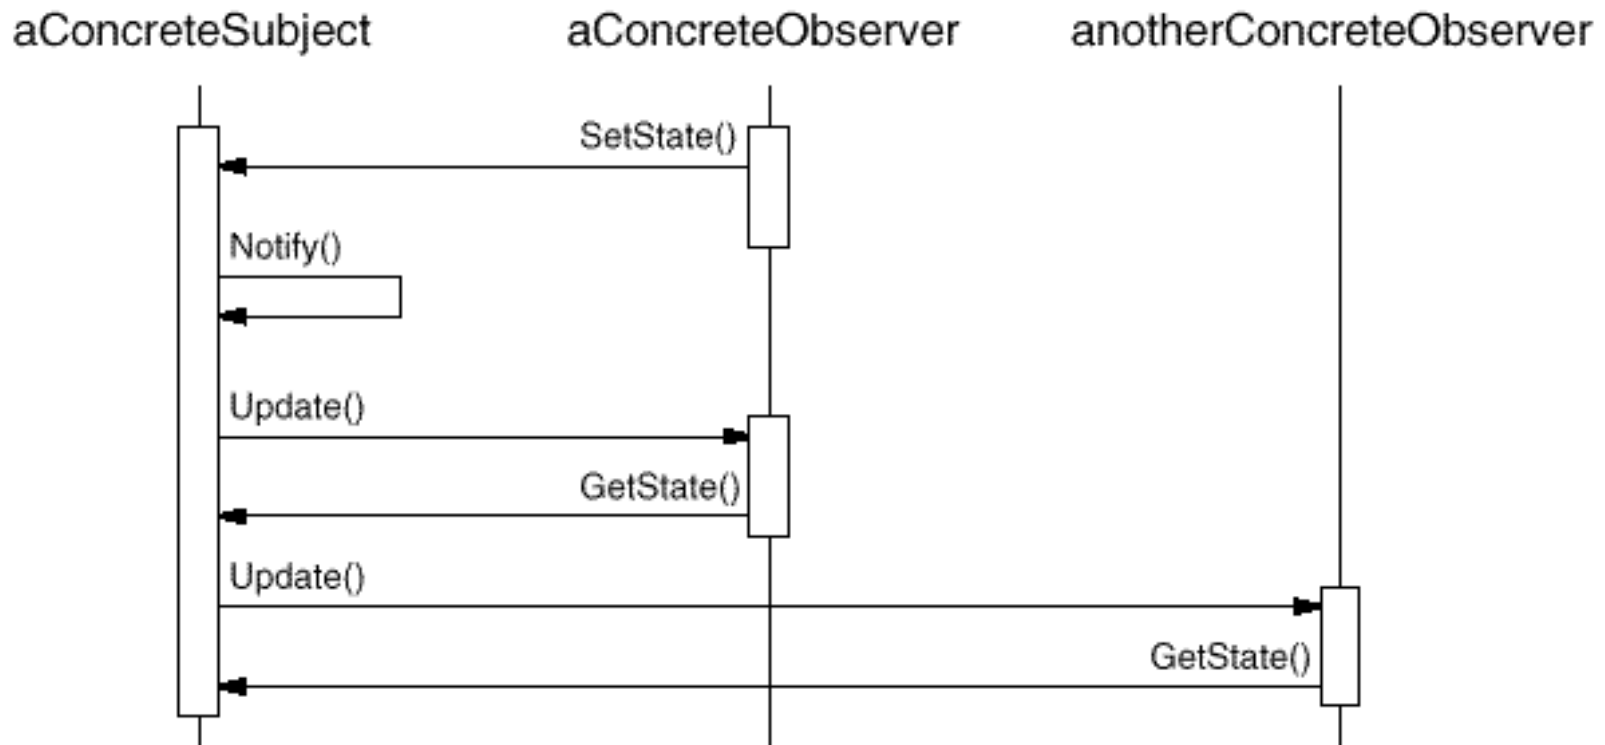 aConcreteSubject
aConcreteObserver
anotherConcreteObserver
SetState()
Notify()
Update()
GetState()
Update()
GetState()